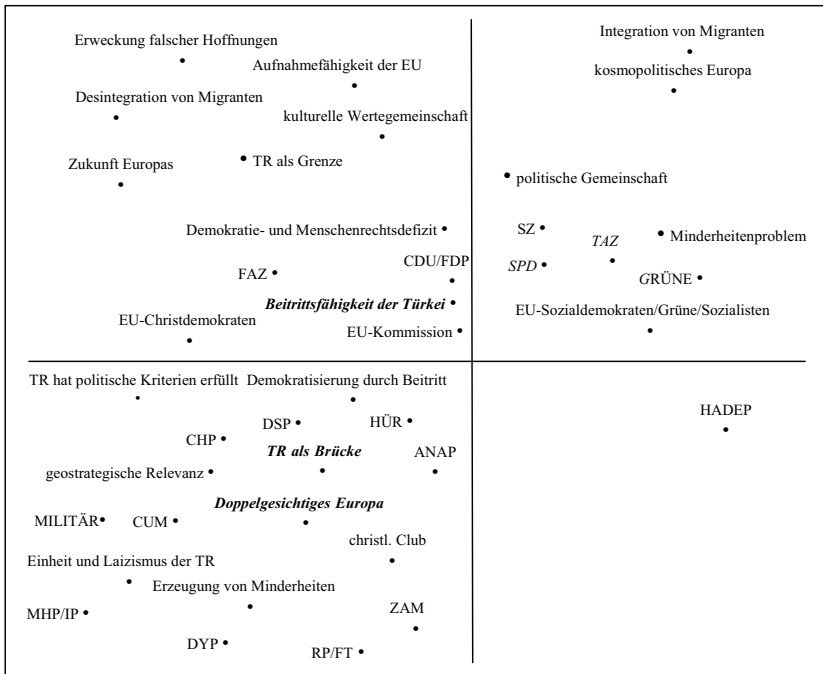 Integration von Migranten
Erweckung falscher Hoffnungen
Aufnahmefähigkeit der EU
kosmopolitisches Europa
Desintegration von Migranten
kulturelle Wertegemeinschaft
Zukunft Europas
TR als Grenze
politische Gemeinschaft
Demokratie- und Menschenrechtsdefizit
SZ
TAZ
Minderheitenproblem
CDU/FDP
SPD
FAZ
GRÜNE
Beitrittsfähigkeit der Türkei
EU-Sozialdemokraten/Grüne/Sozialisten
EU-Christdemokraten
EU-Kommission
TR hat politische Kriterien erfüllt
Demokratisierung durch Beitritt
HADEP
DSP
HÜR
CHP
TR als Brücke
ANAP
geostrategische Relevanz
Doppelgesichtiges Europa
MILITÄR
CUM
christl. Club
Einheit und Laizismus der TR
Erzeugung von Minderheiten
MHP/IP
ZAM
DYP
RP/FT